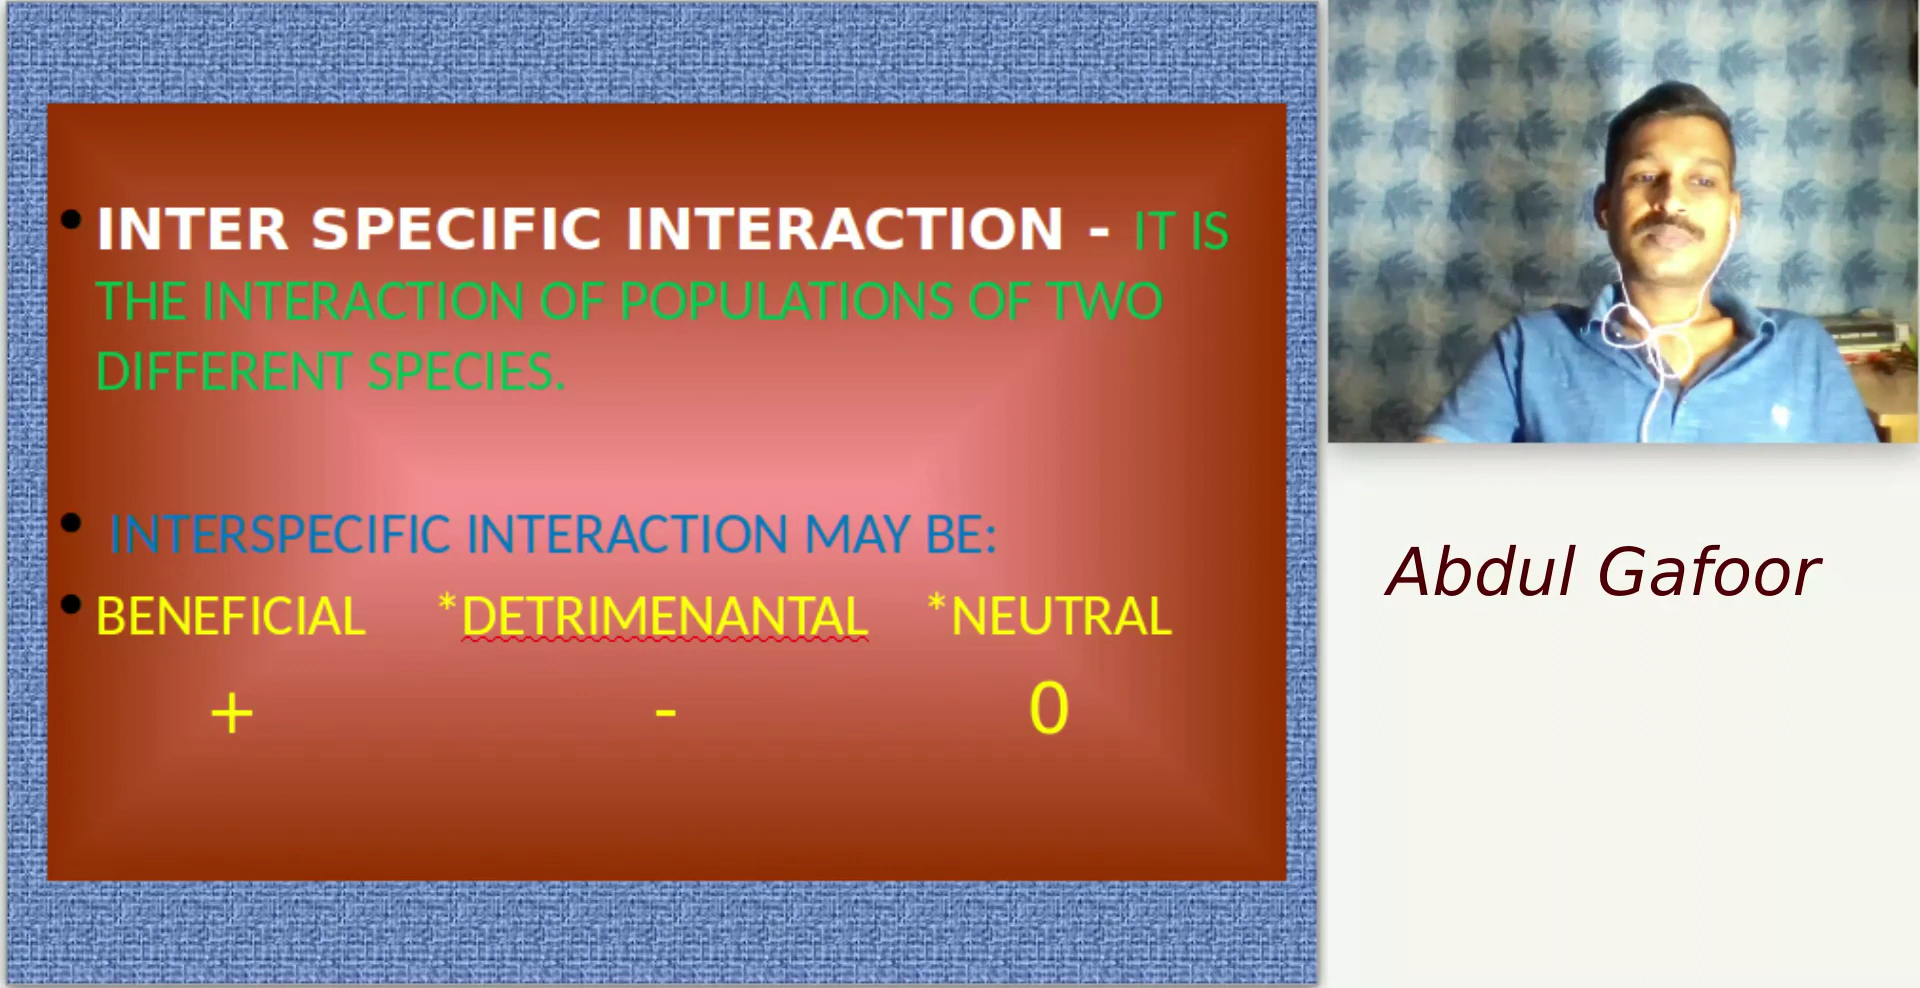 • INTER SPECIFIC INTERACTION - IT IS
THE INTERACTION OF POPULATIONS OF TWO
DIFFERENT SPECIES.
• INTERSPECIFIC INTERACTION MAY BE:
• BENEFICIAL *DETRIMENANTAL *NEUTRAL
+ - 0
Abdul Gafoor